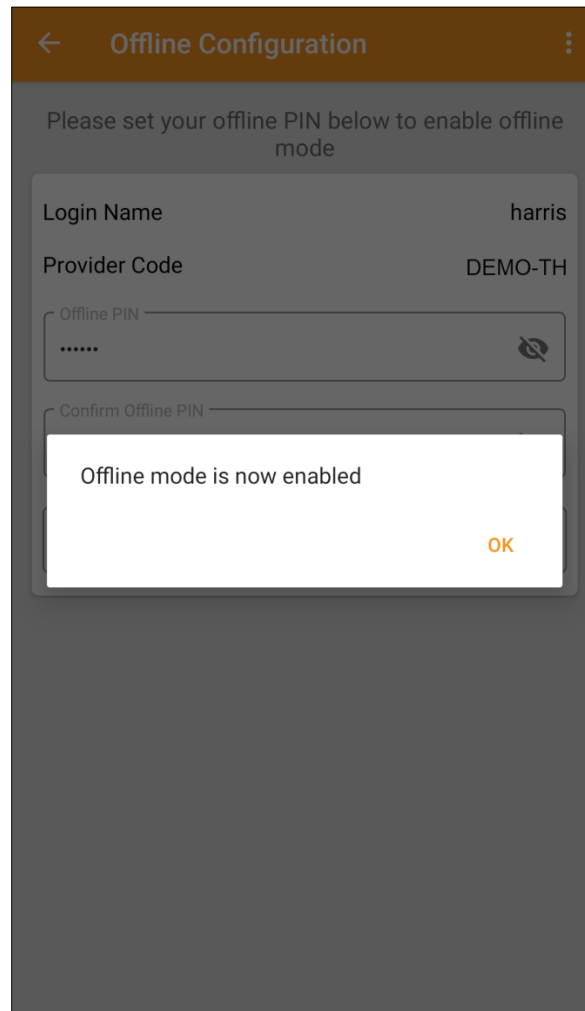 Offline Configuration
Please set your offline PIN below to enable offline
mode
Login Name harris
Provider Code DEMO-TH
Offline PIN
••••••
Confirm Offline PIN
Offline mode is now enabled
OK